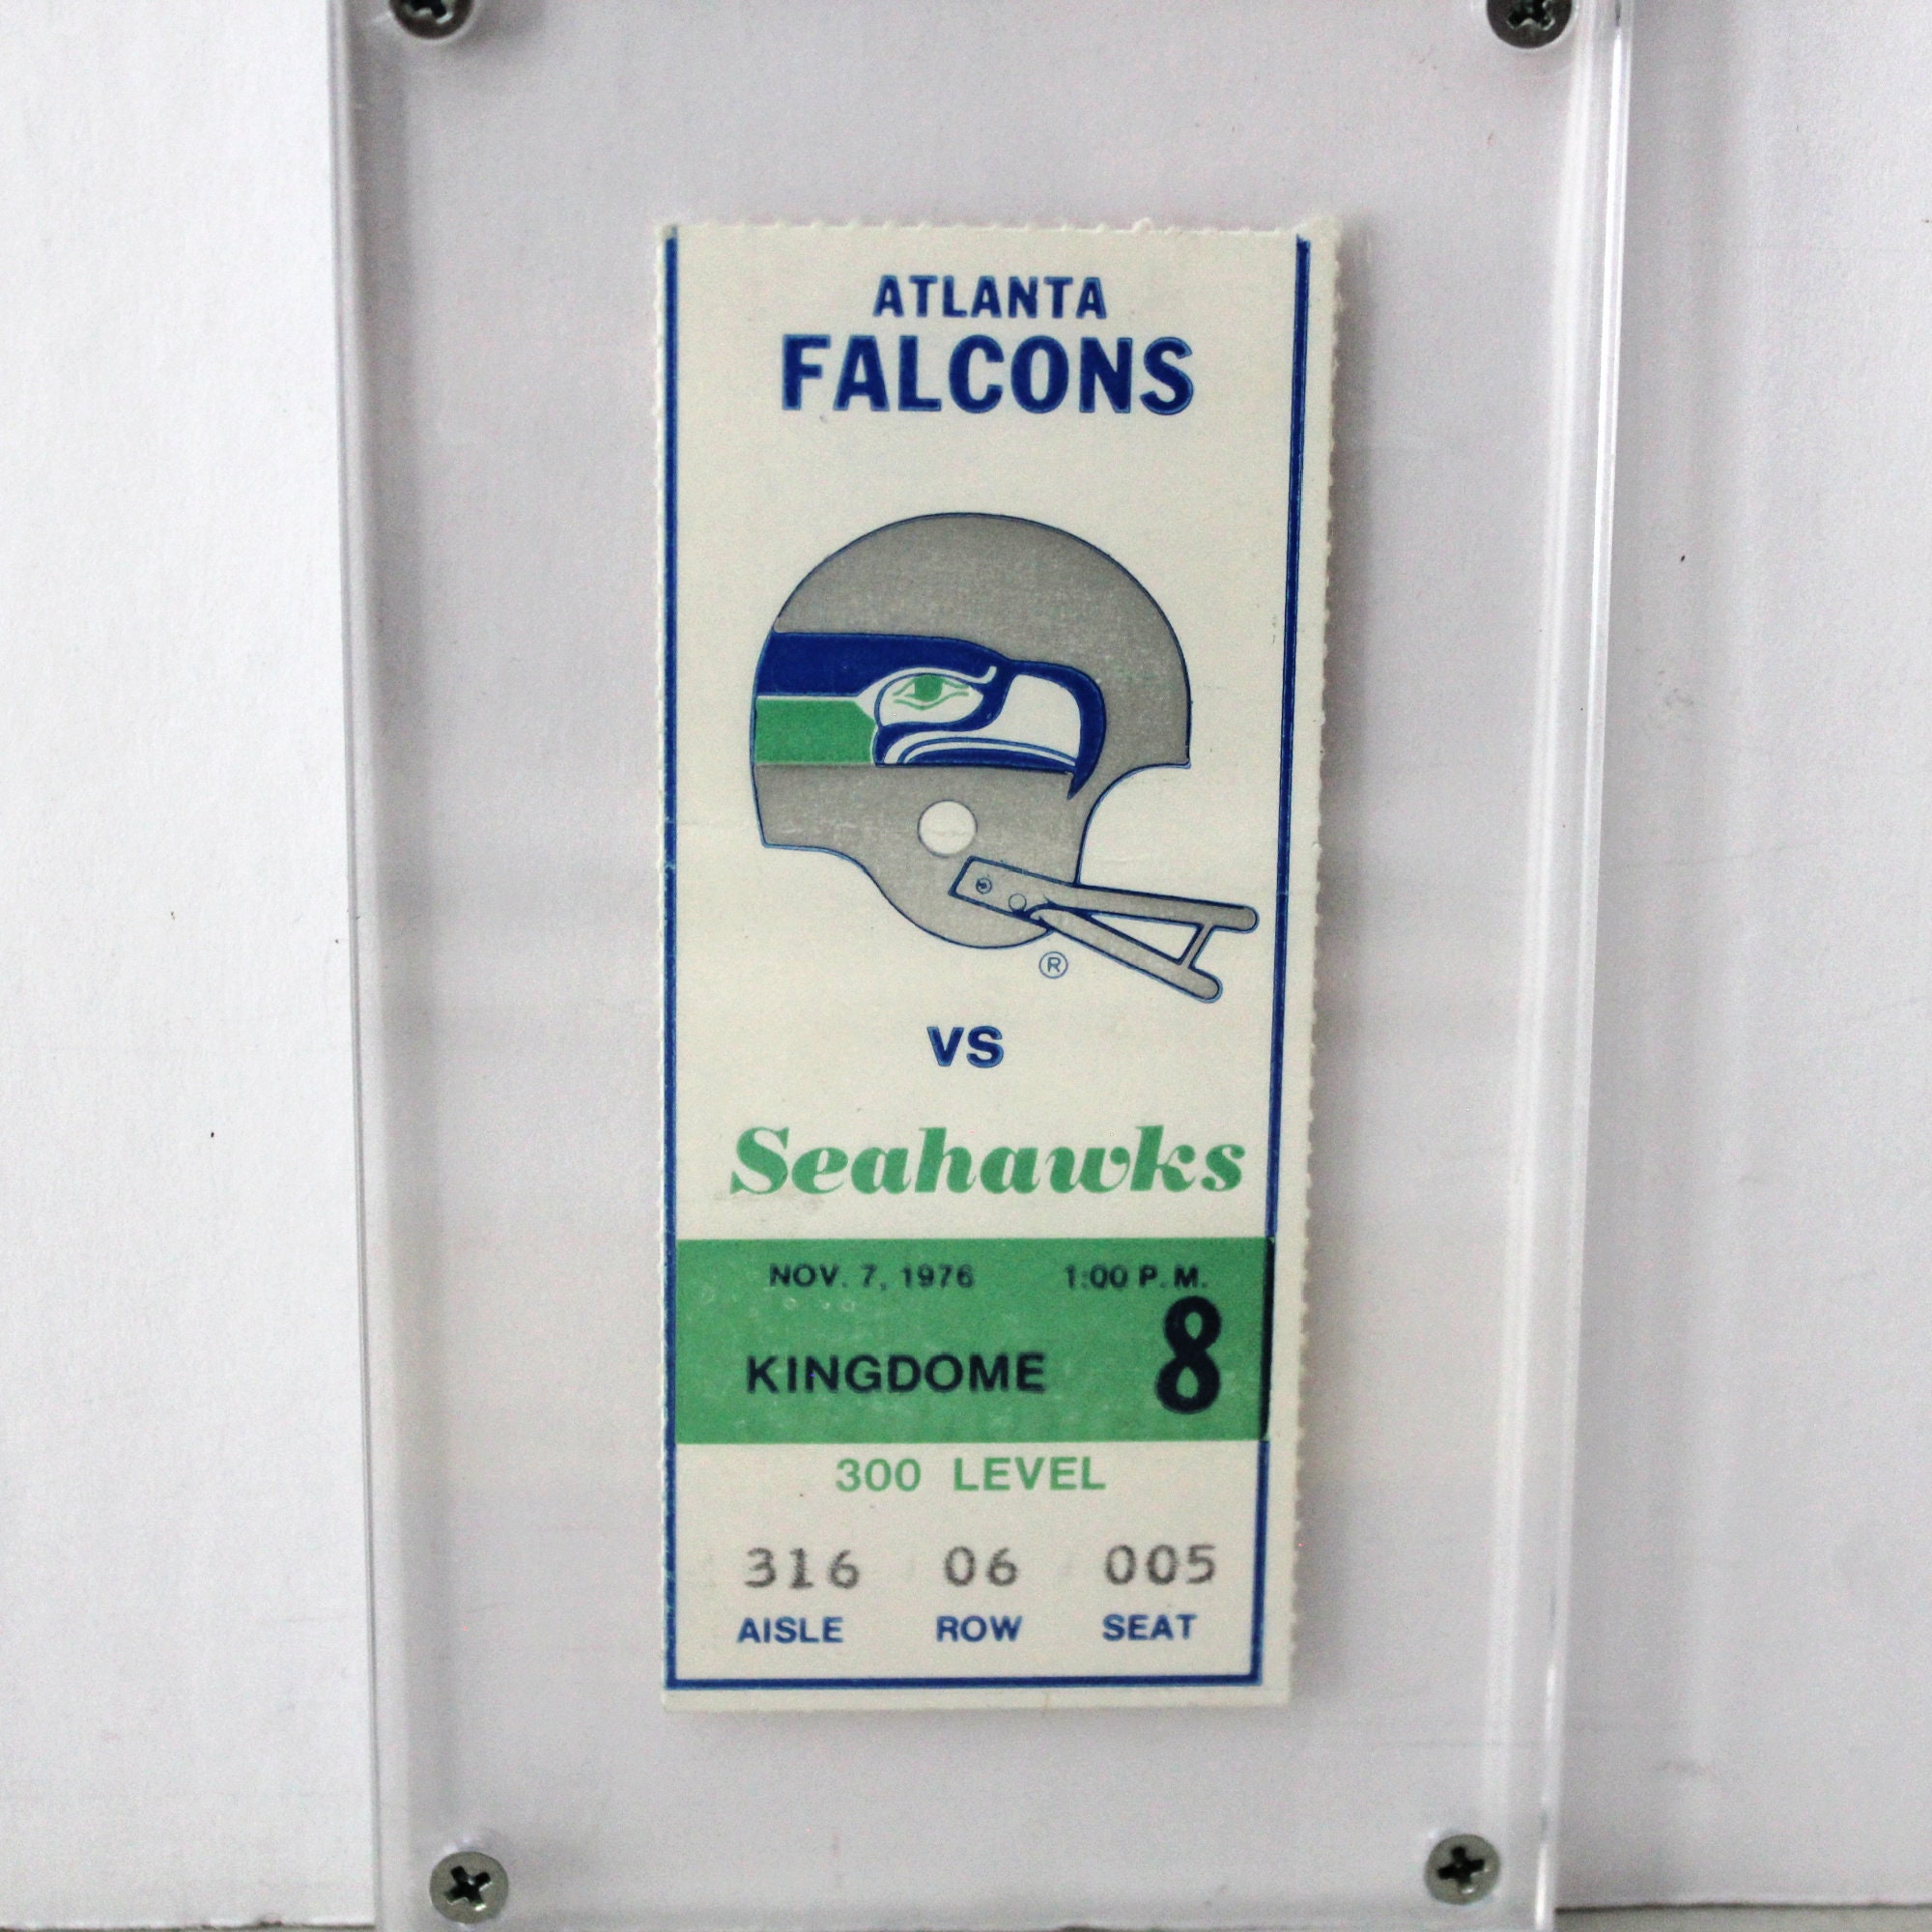 ATLANTA
FALCONS
®
VS
Seahawks
NOV. 7, 1976 1:00 P.M.
KINGDOME 8
300 LEVEL
316 06 005
AISLE ROW SEAT